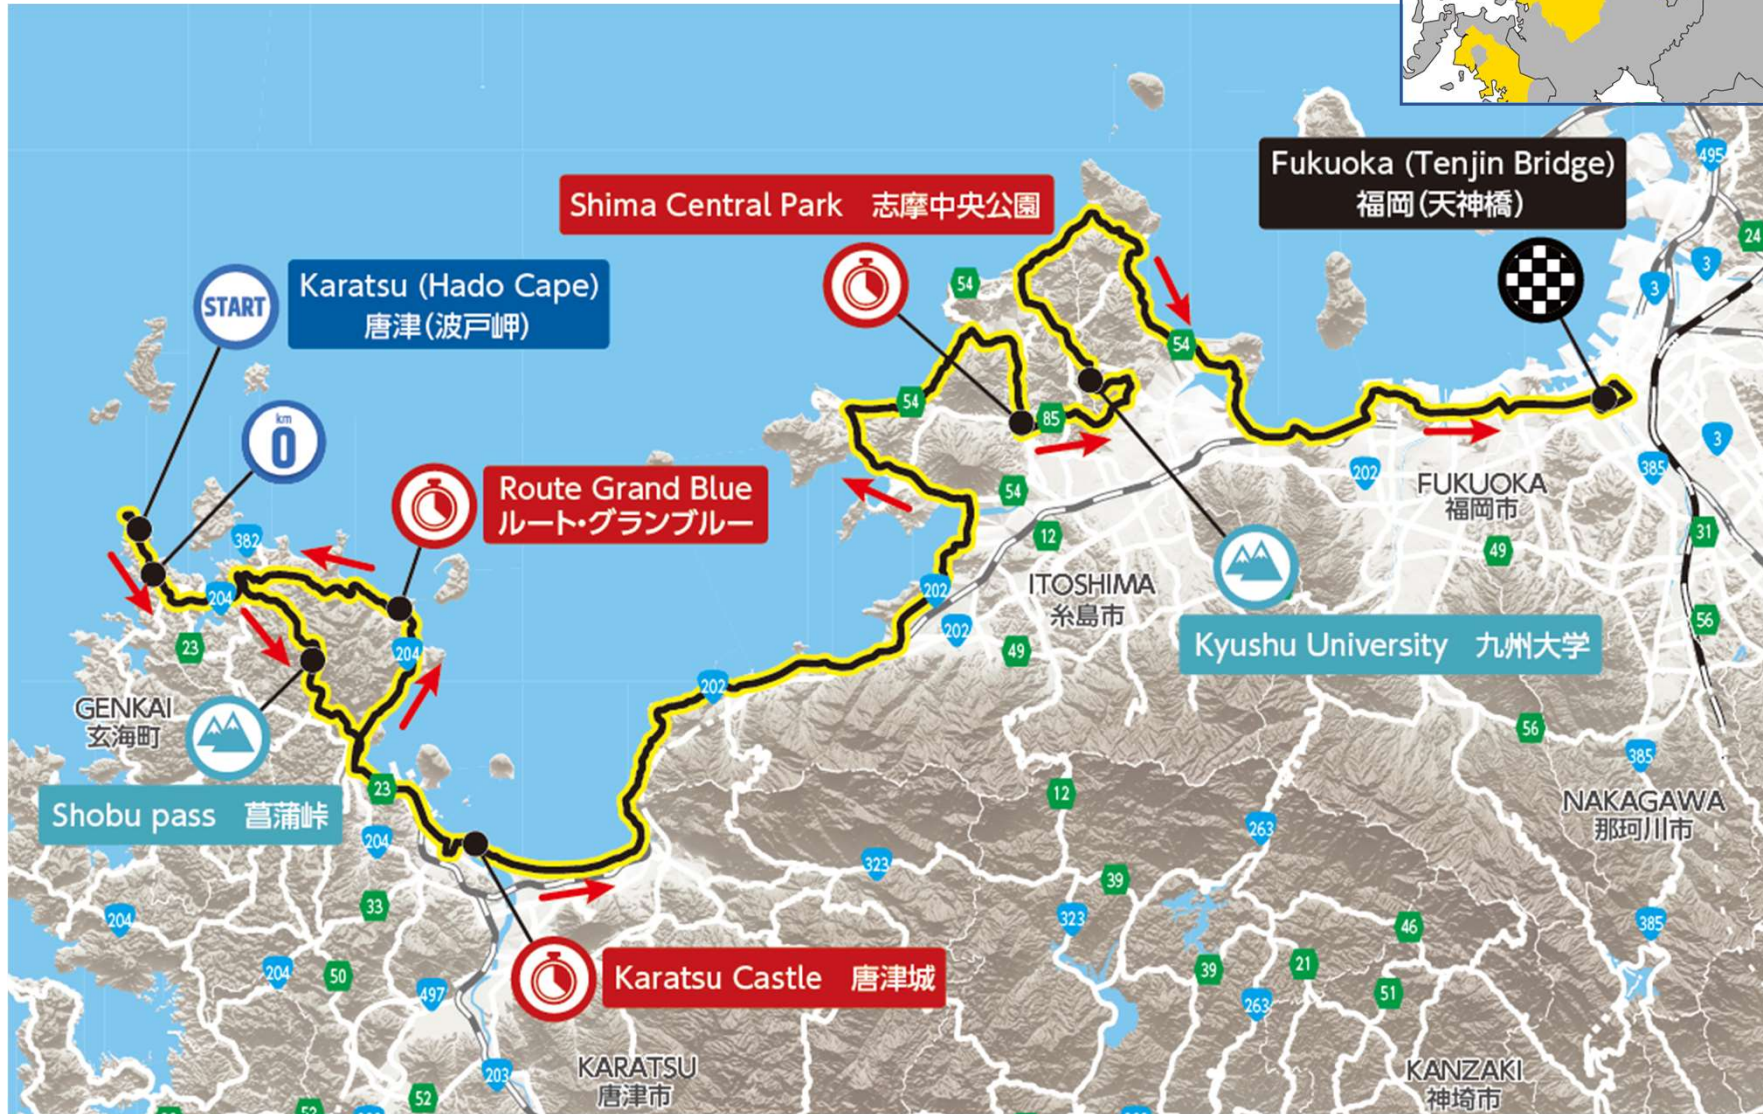 Fukuoka (Tenjin Bridge)
福岡(天神橋)
495
Shima Central Park 志摩中央公園
24
3
3
START
Karatsu (Hado Cape)
唐津(波戸岬)
54
54
54
km
0
85
3
202
385
Route Grand Blue
ルート・グランブルー
FUKUOKA
福岡市
54
382
12
49
31
204
202
ITOSHIMA
糸島市
202
56
23
204
49
Kyushu University 九州大学
202
GENKAI
玄海町
56
385
23
12
NAKAGAWA
那珂川市
Shobu pass 菖蒲峠
204
263
323
39
33
204
323
46
385
204
50
39
21
Karatsu Castle 唐津城
497
263
51
KARATSU
唐津市
203
KANZAKI
神埼市
52